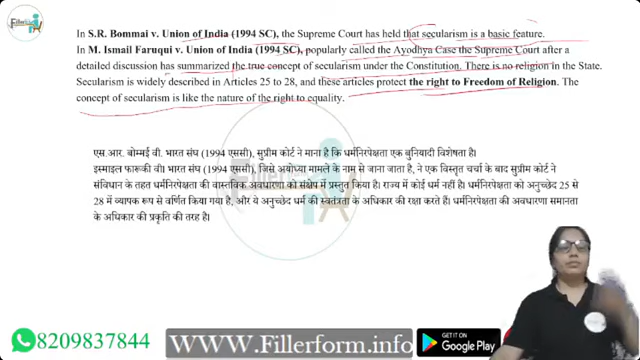 Fillerform
In S.R. Bommai v. Union of India (1994 SC), the Supreme Court has held that secularism is a basic feature.
In M. Ismail Faruqui v. Union of India (1994 SC), popularly called the Ayodhya Case the Supreme Court after a
detailed discussion has summarized the true concept of secularism under the Constitution. There is no religion in the State.
Secularism is widely described in Articles 25 to 28, and these articles protect the right to Freedom of Religion. The
concept of secularism is like the nature of the right to equality.
एस.आर. बोम्मई वी. भारत संघ (1994 एससी), सुप्रीम कोर्ट ने माना है कि धर्मनिरपेक्षता एक बुनियादी विशेषता है।
इस्माइल फारूकी वी। भारत संघ (1994 एससी), जिसे अयोध्या मामले के नाम से जाना जाता है, ने एक विस्तृत चर्चा के बाद सुप्रीम कोर्ट ने
संविधान के तहत धर्मनिरपेक्षता की वास्तविक अवधारणा को संक्षेप में प्रस्तुत किया है। राज्य में कोई धर्म नहीं है। धर्मनिरपेक्षता को अनुच्छेद 25 से
28 में व्यापक रूप से वर्णित किया गया है, और ये अनुच्छेद धर्म की स्वतंत्रता के अधिकार की रक्षा करते हैं। धर्मनिरपेक्षता की अवधारणा समानता
के अधिकार की प्रकृति की तरह है।
8209837844
WWW.Fillerform.info
GET IT ON
Google Play
Fillerform